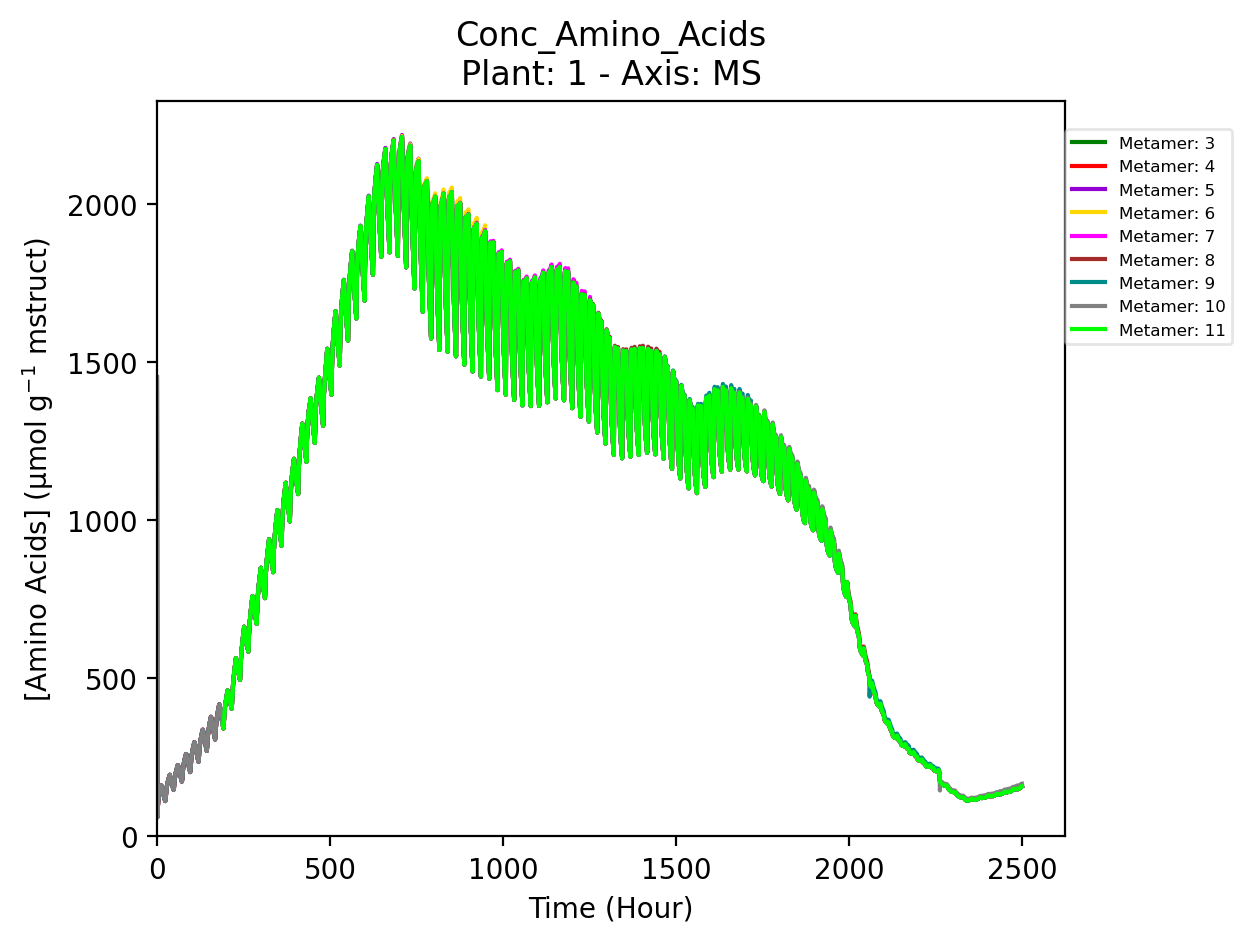 Conc_Amino_Acids
Plant: 1 - Axis: MS
[Amino Acids] (µmol g⁻¹ mstruct)
2000
1500
1000
500
0
0 500 1000 1500 2000 2500
Time (Hour)
Metamer: 3
Metamer: 4
Metamer: 5
Metamer: 6
Metamer: 7
Metamer: 8
Metamer: 9
Metamer: 10
Metamer: 11